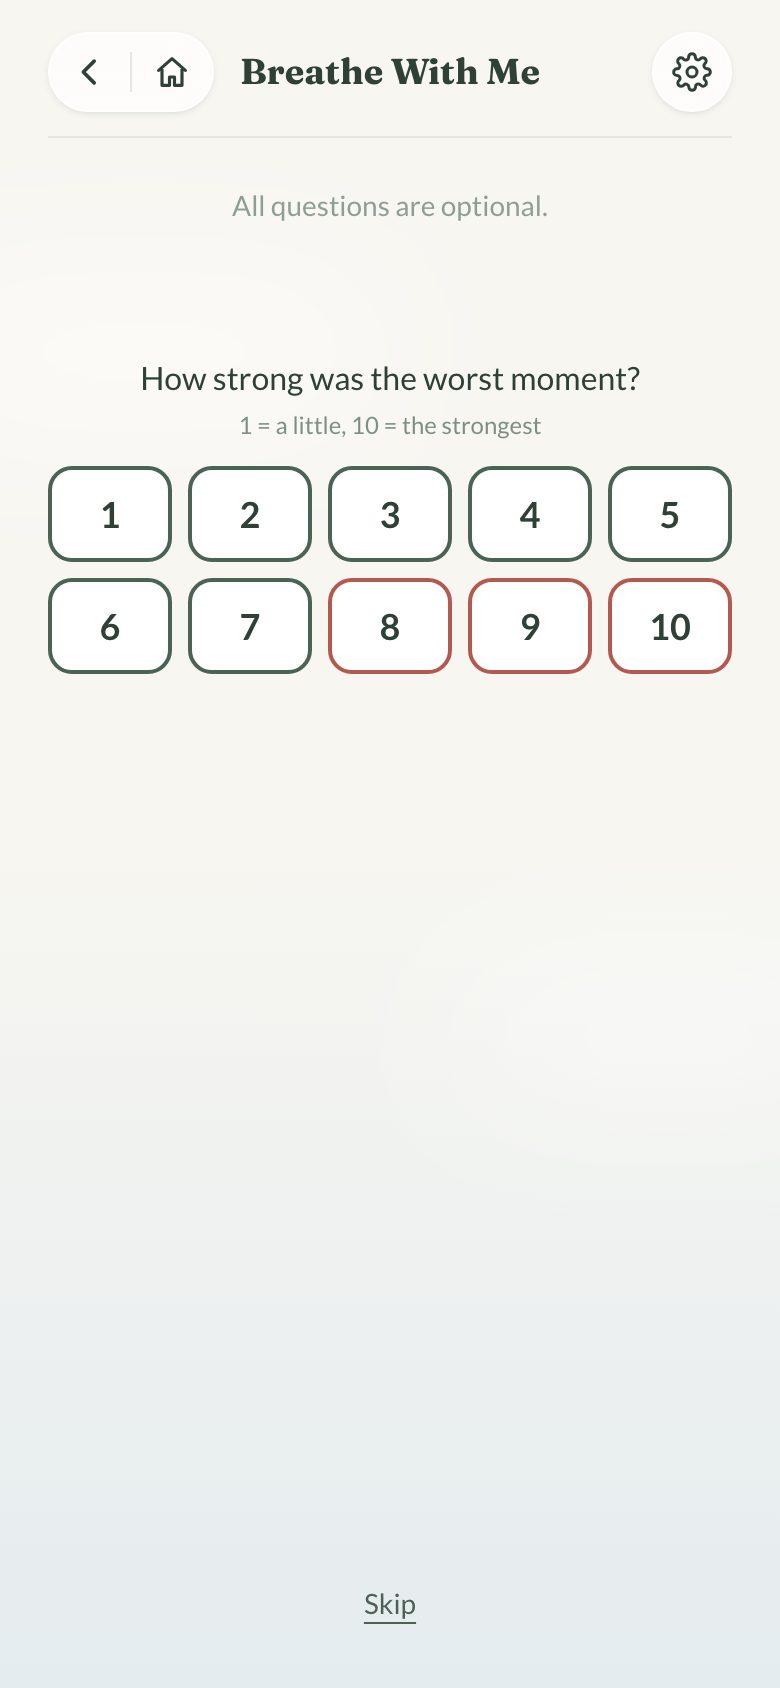 Breathe With Me
All questions are optional.
How strong was the worst moment?
1 = a little, 10 = the strongest
1 2 3 4 5
6 7 8 9 10
Skip